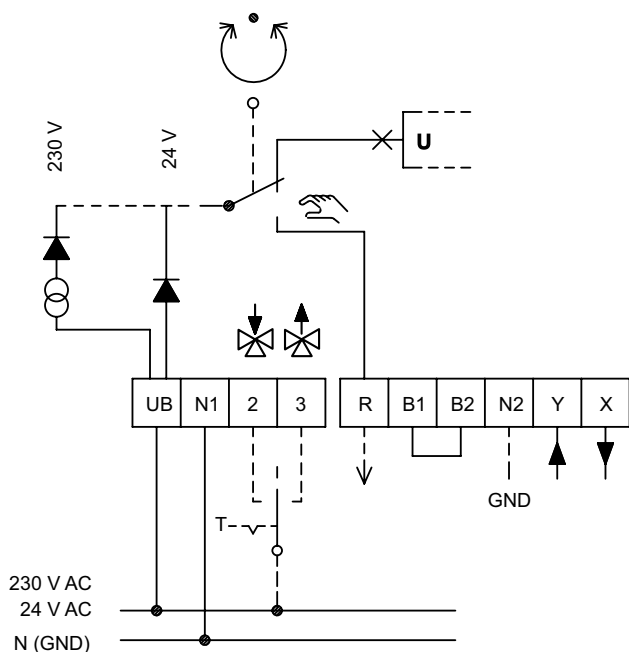 230 V
24 V
U
UB N1 2 3 R B1 B2 N2 Y X
GND
T
230 V AC
24 V AC
N (GND)